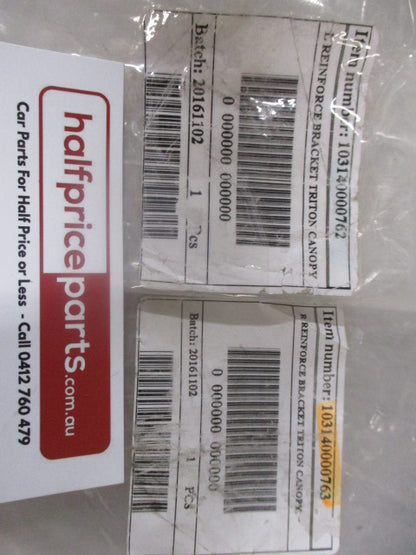 Item number: 103140000762
L REINFORCE BRACKET TRITON CANOPY
0 000000 000000
Batch: 20161102 1 Pcs
Item number: 103140000763
R REINFORCE BRACKET TRITON CANOPY
0 000000 000000
Batch: 20161102 1 PCS
halfpriceparts.com.au
Car Parts For Half Price or Less - Call 0412 760 479